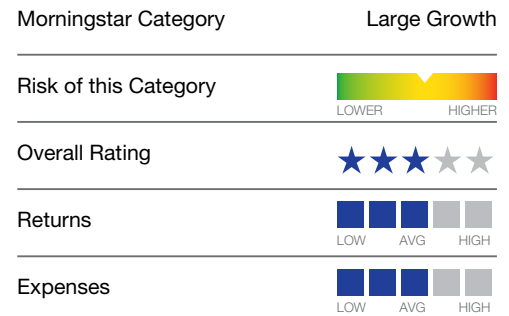 Morningstar Category Large Growth
Risk of this Category
LOWER HIGHER
Overall Rating
Returns
LOW AVG HIGH
Expenses
LOW AVG HIGH